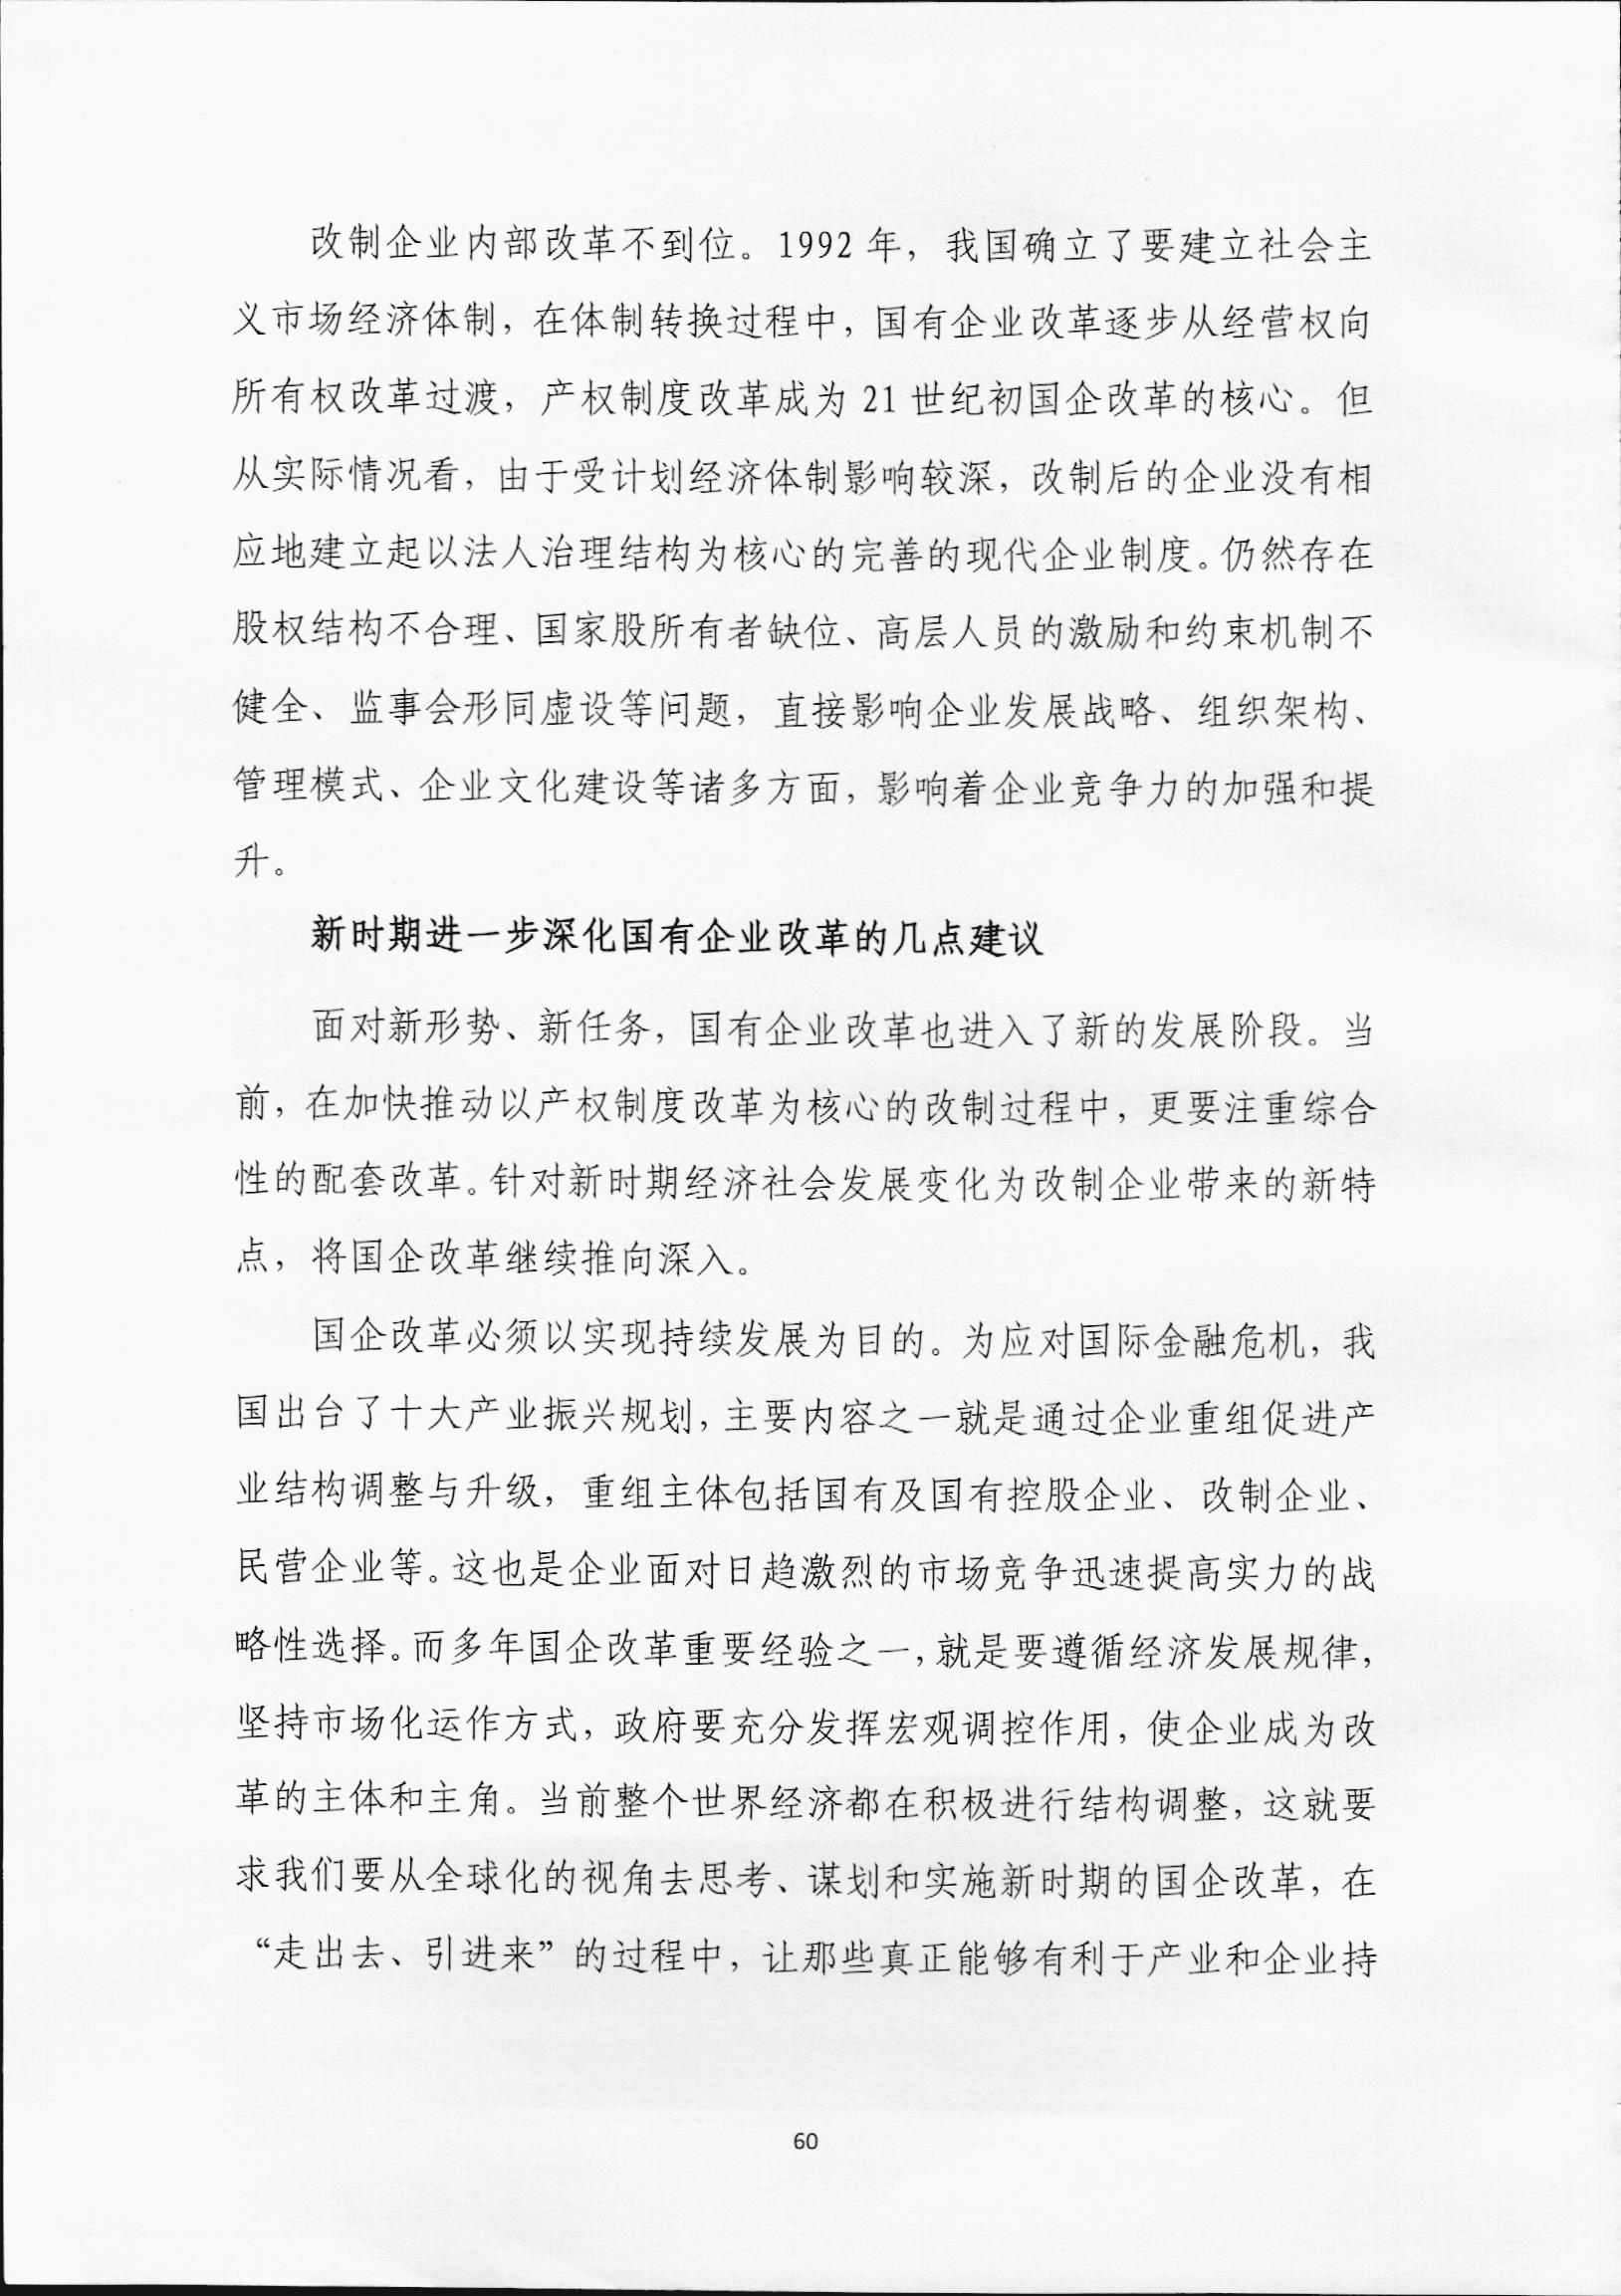 改制企业内部改革不到位。1992 年，我国确立了要建立社会主
义市场经济体制，在体制转换过程中，国有企业改革逐步从经营权向
所有权改革过渡，产权制度改革成为 21 世纪初国企改革的核心。但
从实际情况看，由于受计划经济体制影响较深，改制后的企业没有相
应地建立起以法人治理结构为核心的完善的现代企业制度。仍然存在
股权结构不合理、国家股所有者缺位、高层人员的激励和约束机制不
健全、监事会形同虚设等问题，直接影响企业发展战略、组织架构、
管理模式、企业文化建设等诸多方面，影响着企业竞争力的加强和提
升。
新时期进一步深化国有企业改革的几点建议
面对新形势、新任务，国有企业改革也进入了新的发展阶段。当
前，在加快推动以产权制度改革为核心的改制过程中，更要注重综合
性的配套改革。针对新时期经济社会发展变化为改制企业带来的新特
点，将国企改革继续推向深入。
国企改革必须以实现持续发展为目的。为应对国际金融危机，我
国出台了十大产业振兴规划，主要内容之一就是通过企业重组促进产
业结构调整与升级，重组主体包括国有及国有控股企业、改制企业、
民营企业等。这也是企业面对日趋激烈的市场竞争迅速提高实力的战
略性选择。而多年国企改革重要经验之一，就是要遵循经济发展规律，
坚持市场化运作方式，政府要充分发挥宏观调控作用，使企业成为改
革的主体和主角。当前整个世界经济都在积极进行结构调整，这就要
求我们要从全球化的视角去思考、谋划和实施新时期的国企改革，在
“走出去、引进来”的过程中，让那些真正能够有利于产业和企业持
60